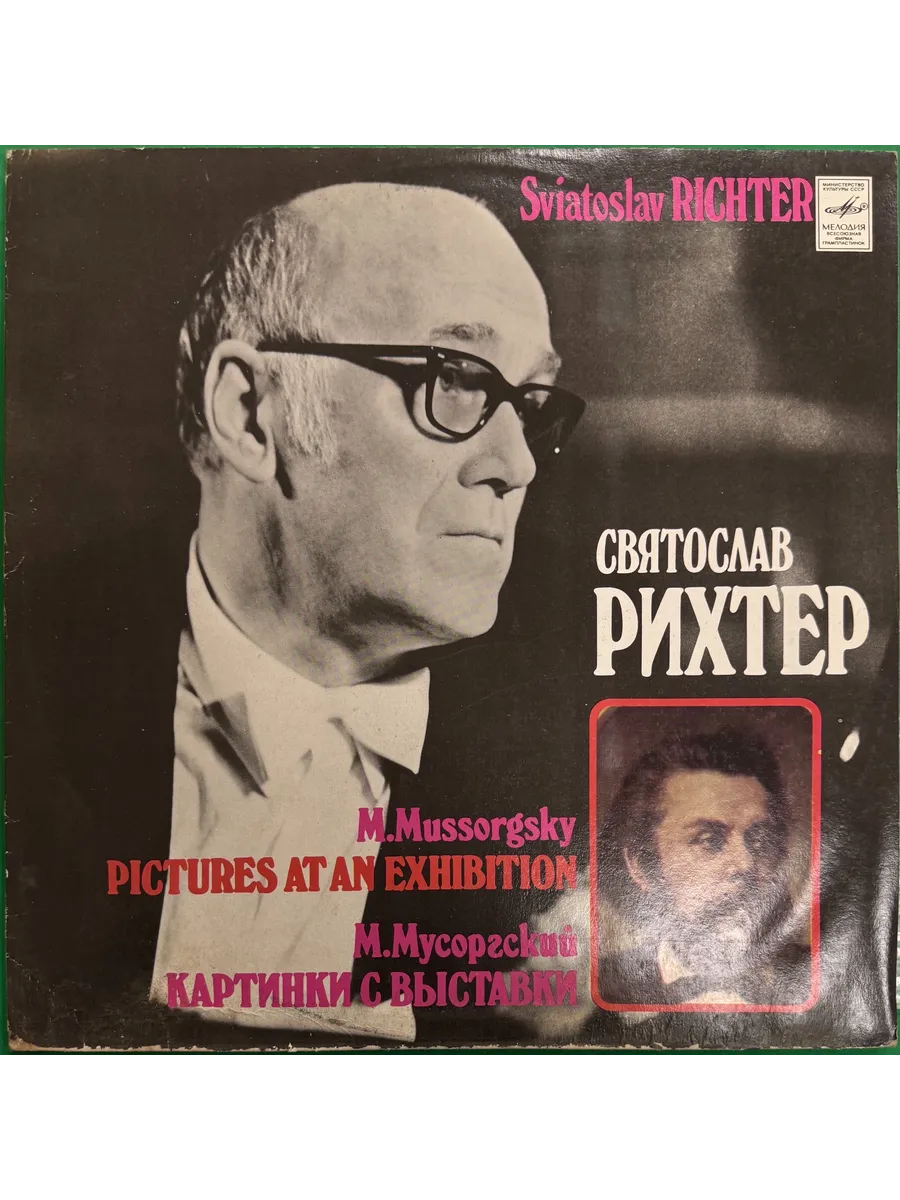 Sviatoslav RICHTER
МИНИСТЕРСТВО
КУЛЬТУРЫ СССР
МЕЛОДИЯ
ВСЕСОЮЗНАЯ
ФИРМА
ГРАМПЛАСТИНОК
СВЯТОСЛАВ
РИХТЕР
M.Mussorgsky
PICTURES AT AN EXHIBITION
М.Мусоргский
КАРТИНКИ С ВЫСТАВКИ